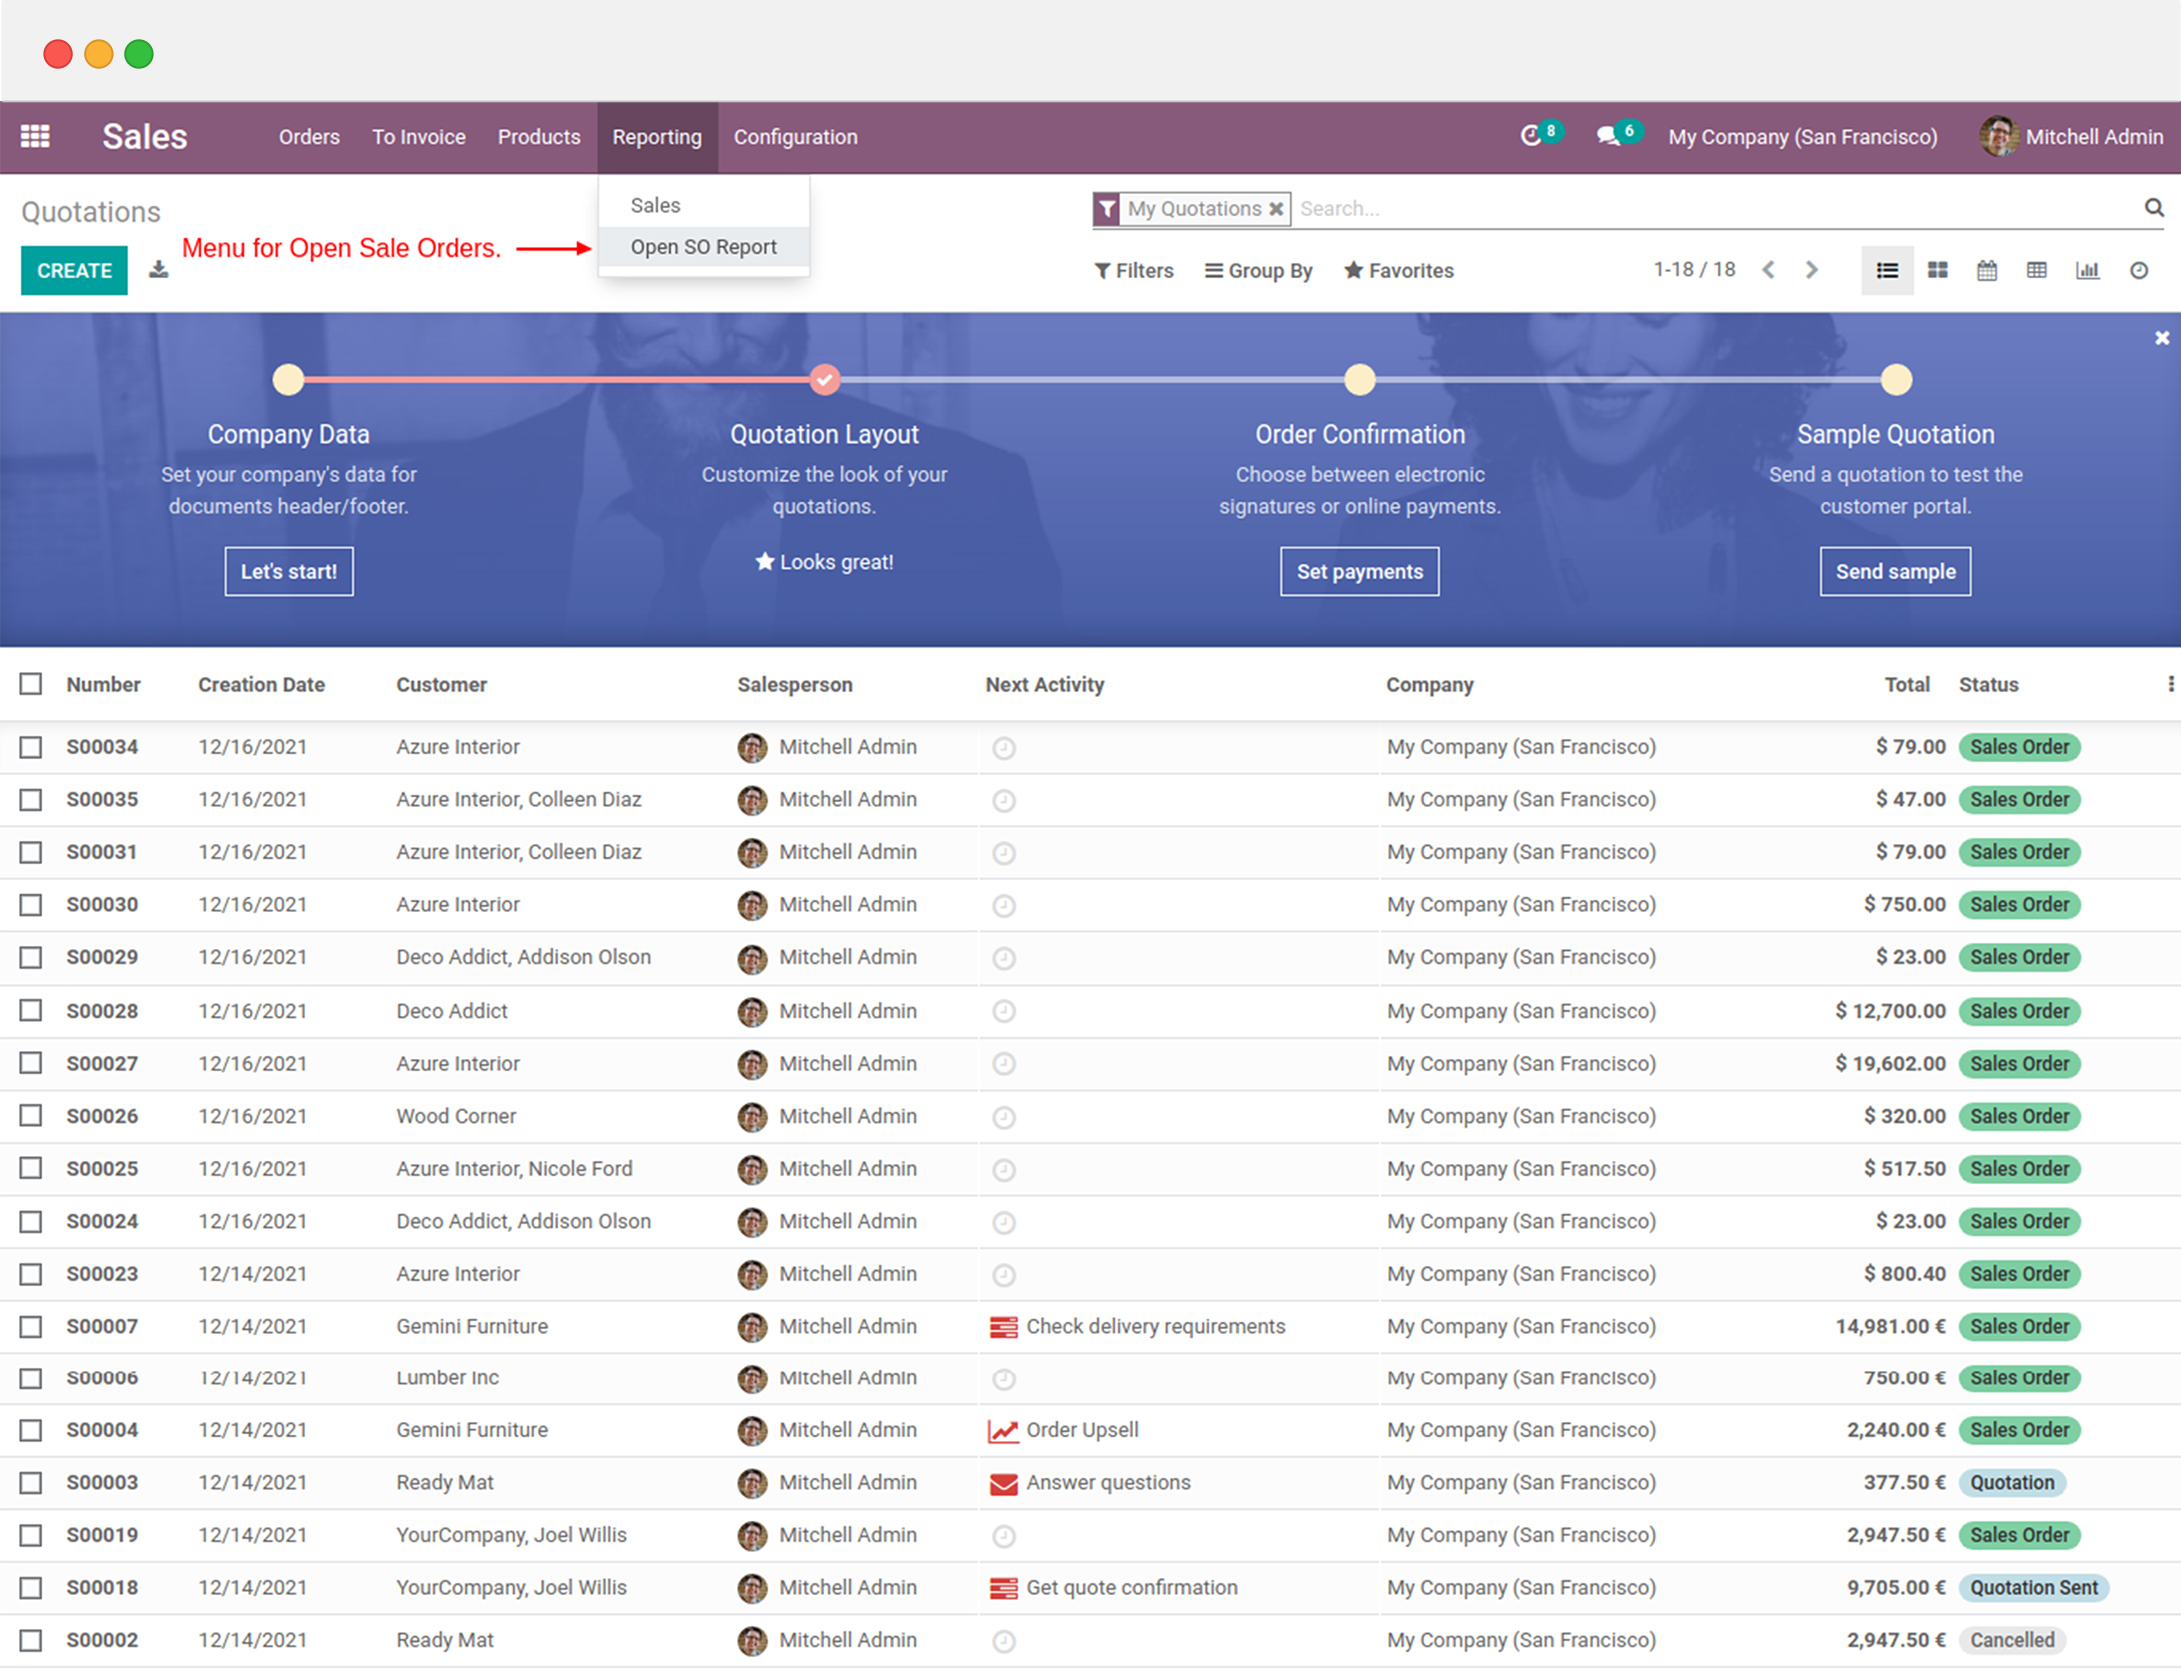 Sales Orders To Invoice Products Reporting Configuration 8 6 My Company (San Francisco) Mitchell Admin
Quotations
Sales
Open SO Report
Menu for Open Sale Orders.
My Quotations Search...
CREATE
Filters Group By Favorites 1-18 / 18
Company Data
Set your company's data for
documents header/footer.
Let's start!
Quotation Layout
Customize the look of your
quotations.
Looks great!
Order Confirmation
Choose between electronic
signatures or online payments.
Set payments
Sample Quotation
Send a quotation to test the
customer portal.
Send sample
Number Creation Date Customer Salesperson Next Activity Company Total Status
S00034 12/16/2021 Azure Interior Mitchell Admin My Company (San Francisco) $ 79.00 Sales Order
S00035 12/16/2021 Azure Interior, Colleen Diaz Mitchell Admin My Company (San Francisco) $ 47.00 Sales Order
S00031 12/16/2021 Azure Interior, Colleen Diaz Mitchell Admin My Company (San Francisco) $ 79.00 Sales Order
S00030 12/16/2021 Azure Interior Mitchell Admin My Company (San Francisco) $ 750.00 Sales Order
S00029 12/16/2021 Deco Addict, Addison Olson Mitchell Admin My Company (San Francisco) $ 23.00 Sales Order
S00028 12/16/2021 Deco Addict Mitchell Admin My Company (San Francisco) $ 12,700.00 Sales Order
S00027 12/16/2021 Azure Interior Mitchell Admin My Company (San Francisco) $ 19,602.00 Sales Order
S00026 12/16/2021 Wood Corner Mitchell Admin My Company (San Francisco) $ 320.00 Sales Order
S00025 12/16/2021 Azure Interior, Nicole Ford Mitchell Admin My Company (San Francisco) $ 517.50 Sales Order
S00024 12/16/2021 Deco Addict, Addison Olson Mitchell Admin My Company (San Francisco) $ 23.00 Sales Order
S00023 12/14/2021 Azure Interior Mitchell Admin My Company (San Francisco) $ 800.40 Sales Order
S00007 12/14/2021 Gemini Furniture Mitchell Admin Check delivery requirements My Company (San Francisco) 14,981.00 € Sales Order
S00006 12/14/2021 Lumber Inc Mitchell Admin My Company (San Francisco) 750.00 € Sales Order
S00004 12/14/2021 Gemini Furniture Mitchell Admin Order Upsell My Company (San Francisco) 2,240.00 € Sales Order
S00003 12/14/2021 Ready Mat Mitchell Admin Answer questions My Company (San Francisco) 377.50 € Quotation
S00019 12/14/2021 YourCompany, Joel Willis Mitchell Admin My Company (San Francisco) 2,947.50 € Sales Order
S00018 12/14/2021 YourCompany, Joel Willis Mitchell Admin Get quote confirmation My Company (San Francisco) 9,705.00 € Quotation Sent
S00002 12/14/2021 Ready Mat Mitchell Admin My Company (San Francisco) 2,947.50 € Cancelled